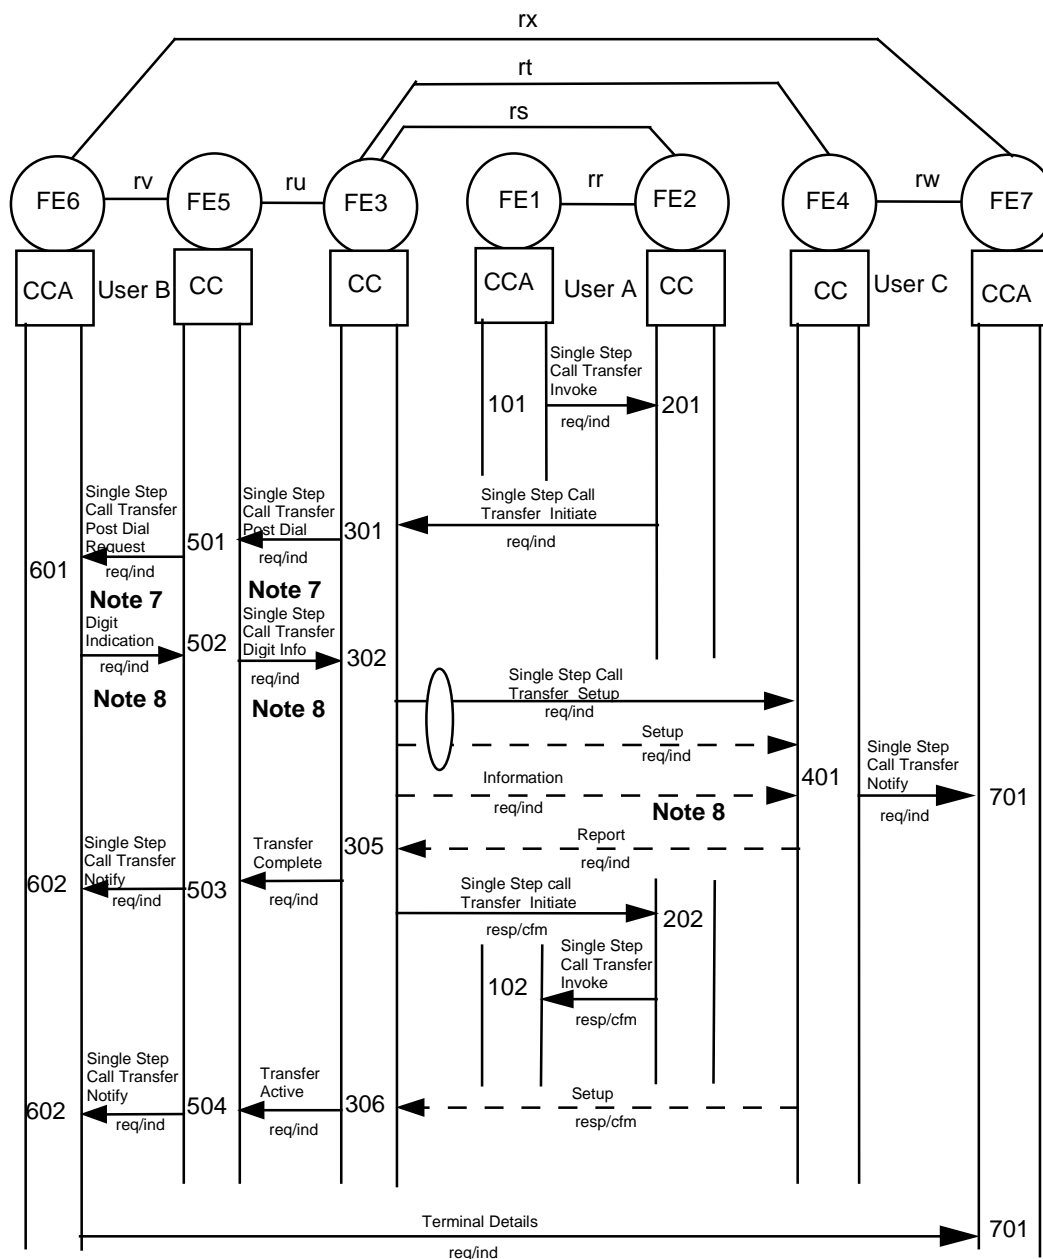 rx
rt
rs
rv
ru
rr
rw
FE6
FE5
FE3
FE1
FE2
FE4
FE7
CCA
User B
CC
CC
CCA
User A
CC
CC
User C
CCA
Single Step
Call Transfer
Invoke
101
201
req/ind
Single Step
Call Transfer
Post Dial
Request
Single Step
Call Transfer
Post Dial
Single Step Call
Transfer Initiate
501
301
req/ind
601
req/ind
req/ind
Note 7
Note 7
Digit
Indication
502
Single Step
Call Transfer
Digit Info
302
req/ind
req/ind
Note 8
Note 8
Single Step Call
Transfer Setup
req/ind
Setup
req/ind
Information
req/ind
Note 8
401
Single Step
Call Transfer
Notify
req/ind
701
Report
req/ind
305
Single Step
Call Transfer
Notify
602
req/ind
503
Transfer
Complete
req/ind
Single Step call
Transfer Initiate
resp/cfm
202
Single Step
Call Transfer
Invoke
102
resp/cfm
Single Step
Call Transfer
Notify
602
req/ind
504
Transfer
Active
req/ind
306
Setup
resp/cfm
Terminal Details
req/ind
701